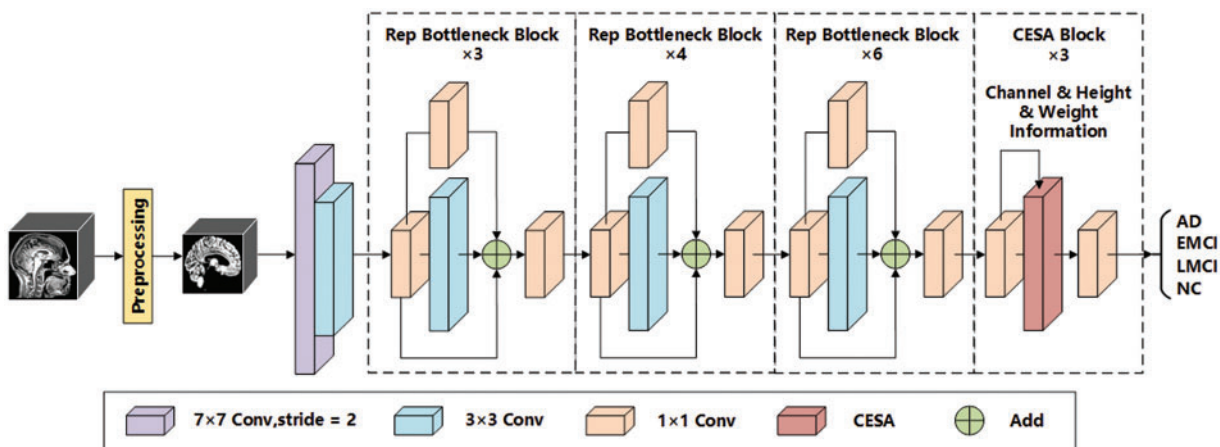 Rep Bottleneck Block
×3
Rep Bottleneck Block
×4
Rep Bottleneck Block
×6
CESA Block
×3
Channel & Height
& Weight
Information
Preprocessing
AD
EMCI
LMCI
NC
7×7 Conv,stride = 2
3×3 Conv
1×1 Conv
CESA
Add